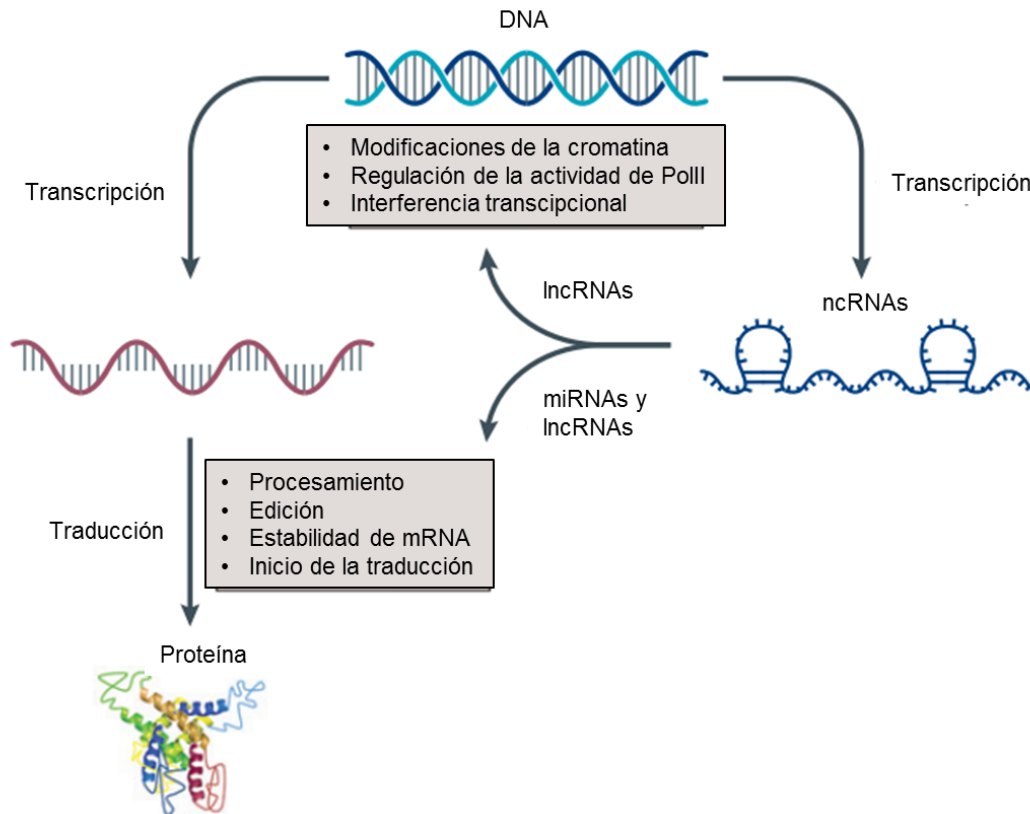 DNA
• Modificaciones de la cromatina
• Regulación de la actividad de PolII
• Interferencia transcipcional
Transcripción
Transcripción
lncRNAs
ncRNAs
miRNAs y
lncRNAs
• Procesamiento
• Edición
• Estabilidad de mRNA
• Inicio de la traducción
Traducción
Proteína